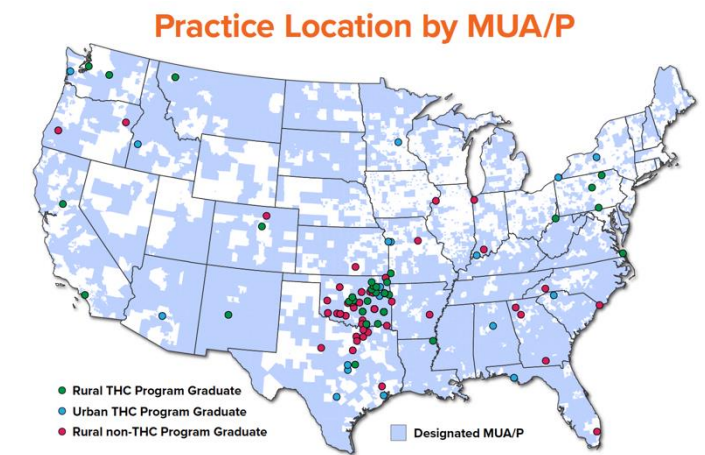 Practice Location by MUA/P
Rural THC Program Graduate
Urban THC Program Graduate
Rural non-THC Program Graduate
Designated MUA/P